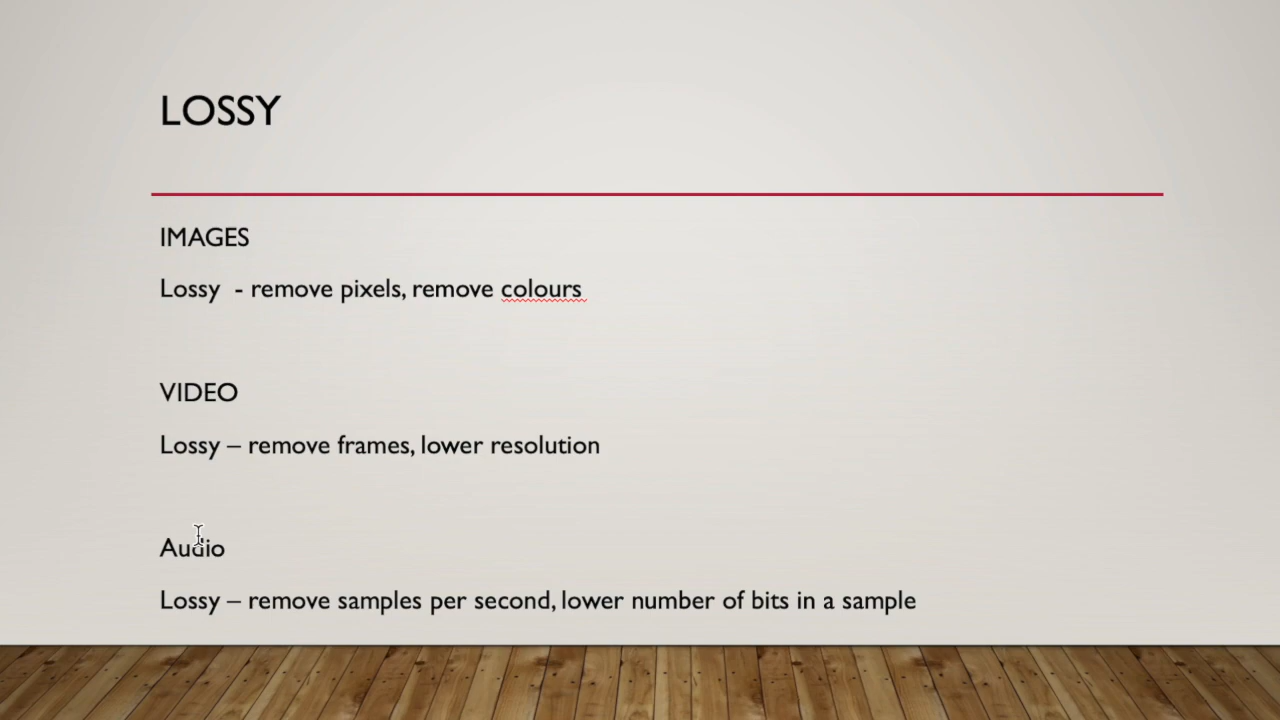 LOSSY
IMAGES
Lossy  - remove pixels, remove colours
VIDEO
Lossy – remove frames, lower resolution
Audio
Lossy – remove samples per second, lower number of bits in a sample